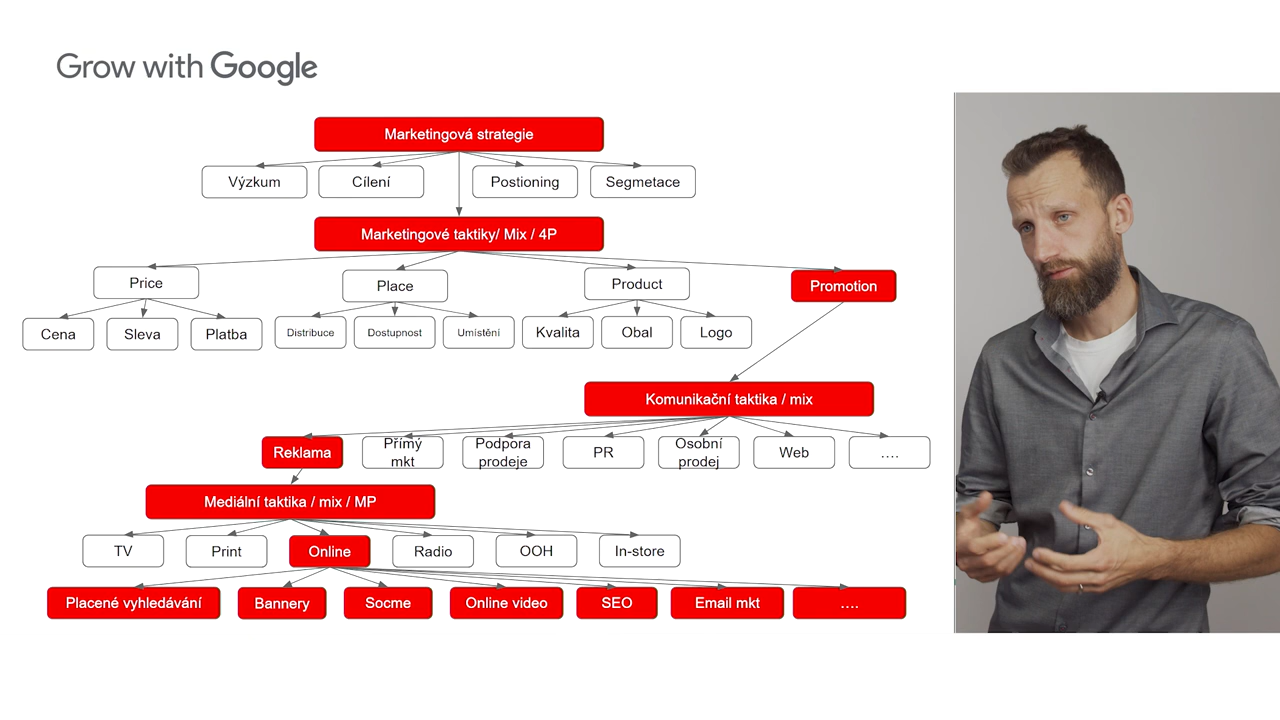 Grow with Google
Marketingová strategie
Výzkum
Cílení
Postioning
Segmetace
Marketingové taktiky/ Mix / 4P
Price
Place
Product
Promotion
Cena
Sleva
Platba
Distribuce
Dostupnost
Umístění
Kvalita
Obal
Logo
Komunikační taktika / mix
Reklama
Přímý
mkt
Podpora
prodeje
PR
Osobní
prodej
Web
....
Mediální taktika / mix / MP
TV
Print
Online
Radio
OOH
In-store
Placené vyhledávání
Bannery
Socme
Online video
SEO
Email mkt
....